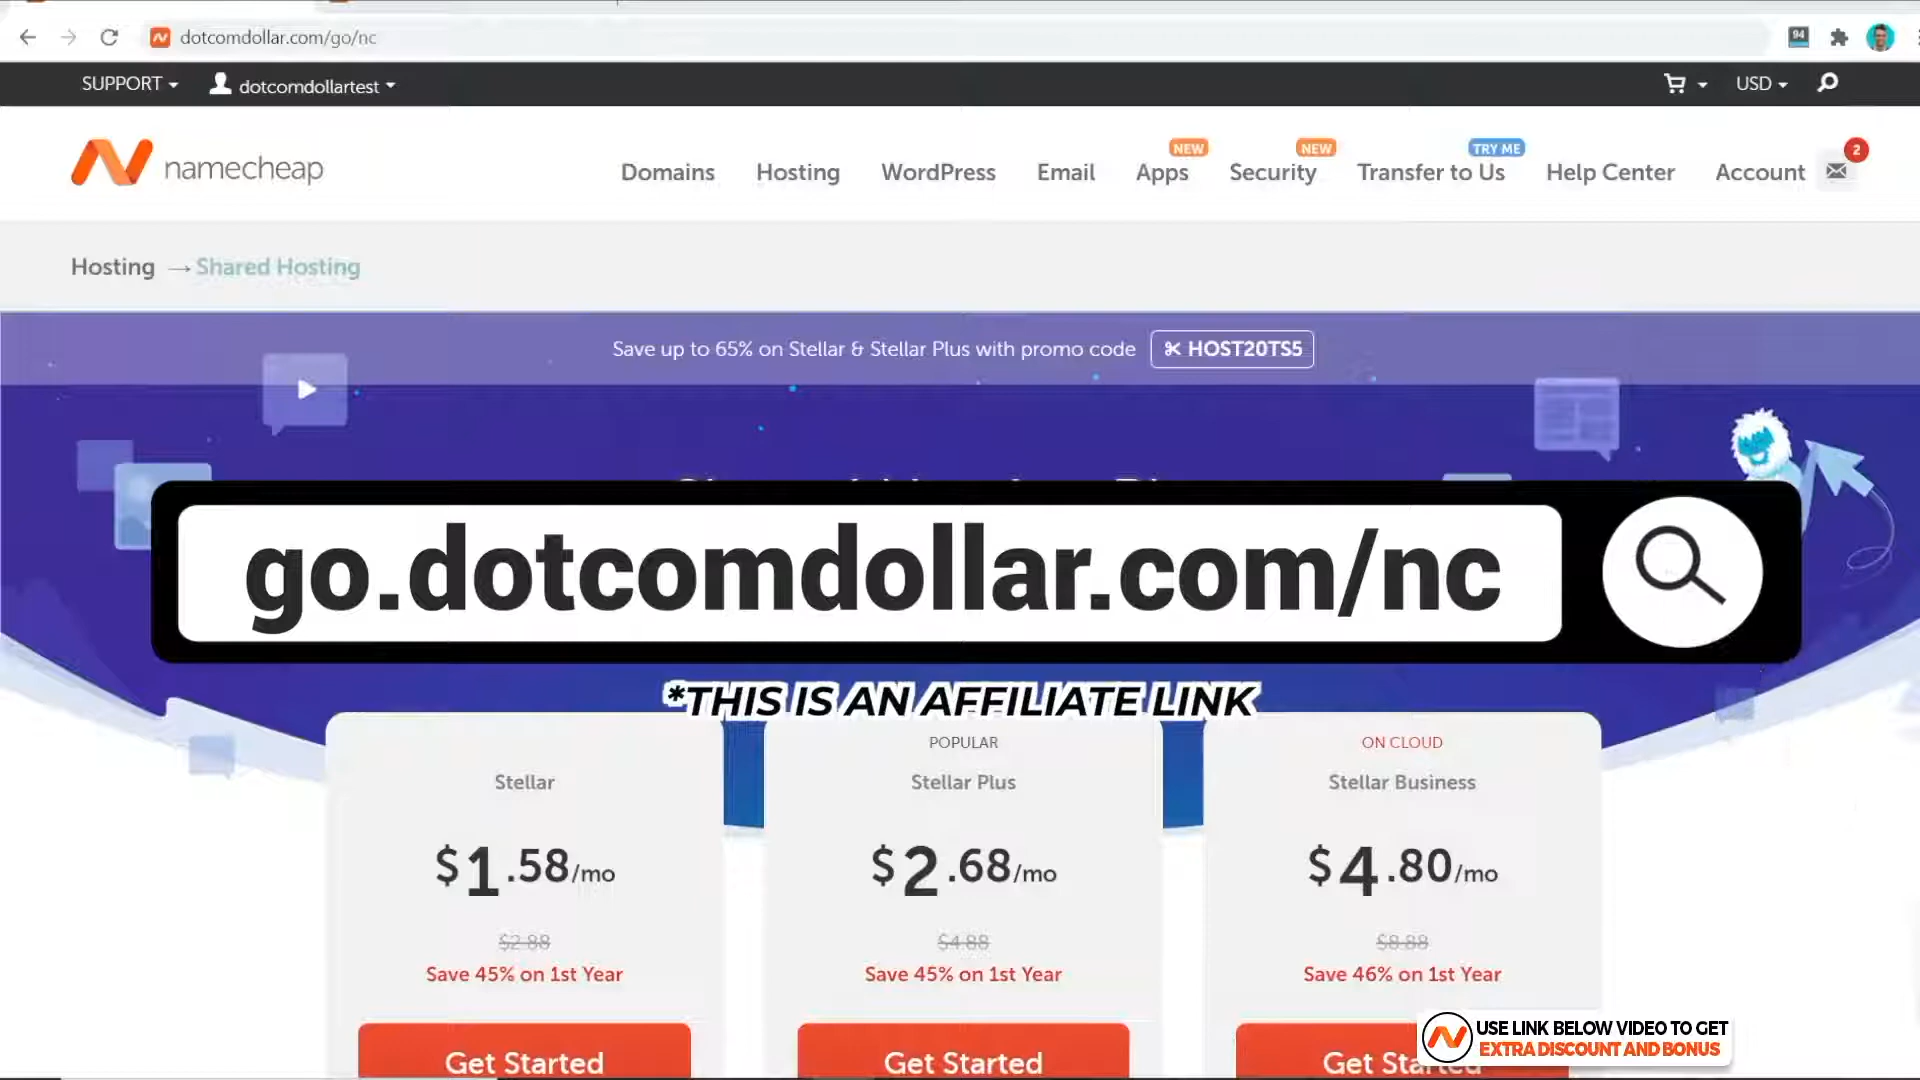 dotcomdollar.com/go/nc
94
SUPPORT
dotcomdollartest
USD
namecheap
Domains
Hosting
WordPress
Email
Apps
NEW
Security
NEW
Transfer to Us
TRY ME
Help Center
Account
2
Hosting → Shared Hosting
Save up to 65% on Stellar & Stellar Plus with promo code HOST20TS5
go.dotcomdollar.com/nc
*THIS IS AN AFFILIATE LINK
Stellar
$1.58/mo
$2.88
Save 45% on 1st Year
Get Started
POPULAR
Stellar Plus
$2.68/mo
$4.88
Save 45% on 1st Year
Get Started
ON CLOUD
Stellar Business
$4.80/mo
$8.88
Save 46% on 1st Year
Get Started
USE LINK BELOW VIDEO TO GET
EXTRA DISCOUNT AND BONUS